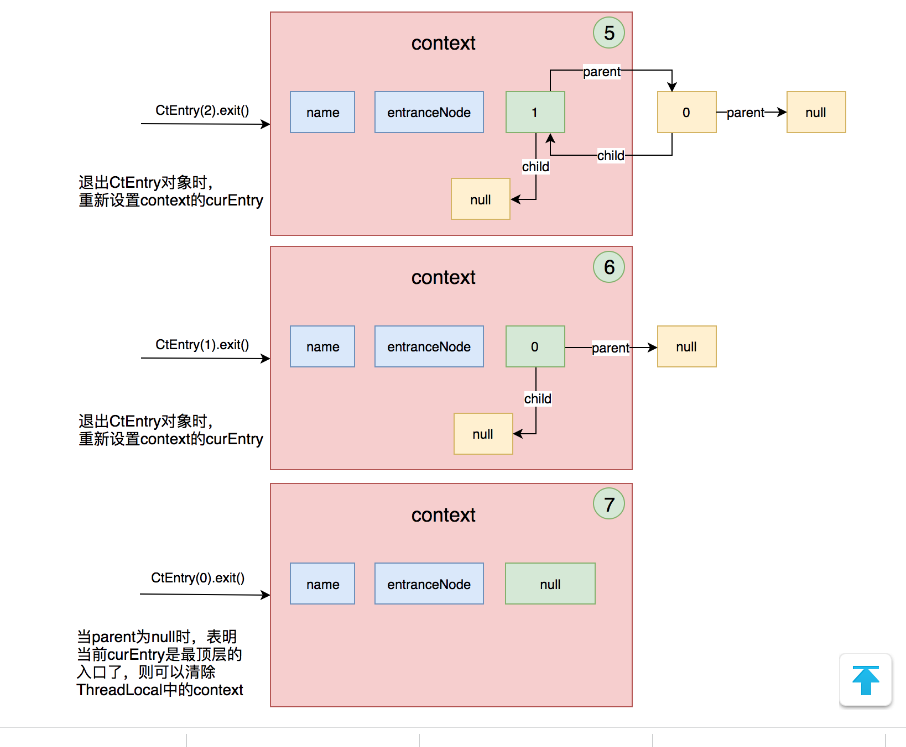 context
5
parent
CtEntry(2).exit()
name
entranceNode
1
0
parent
null
child
child
退出CtEntry对象时，
重新设置context的curEntry
null
context
6
CtEntry(1).exit()
name
entranceNode
0
parent
null
child
退出CtEntry对象时，
重新设置context的curEntry
null
context
7
CtEntry(0).exit()
name
entranceNode
null
当parent为null时，表明
当前curEntry是最顶层的
入口了，则可以清除
ThreadLocal中的context